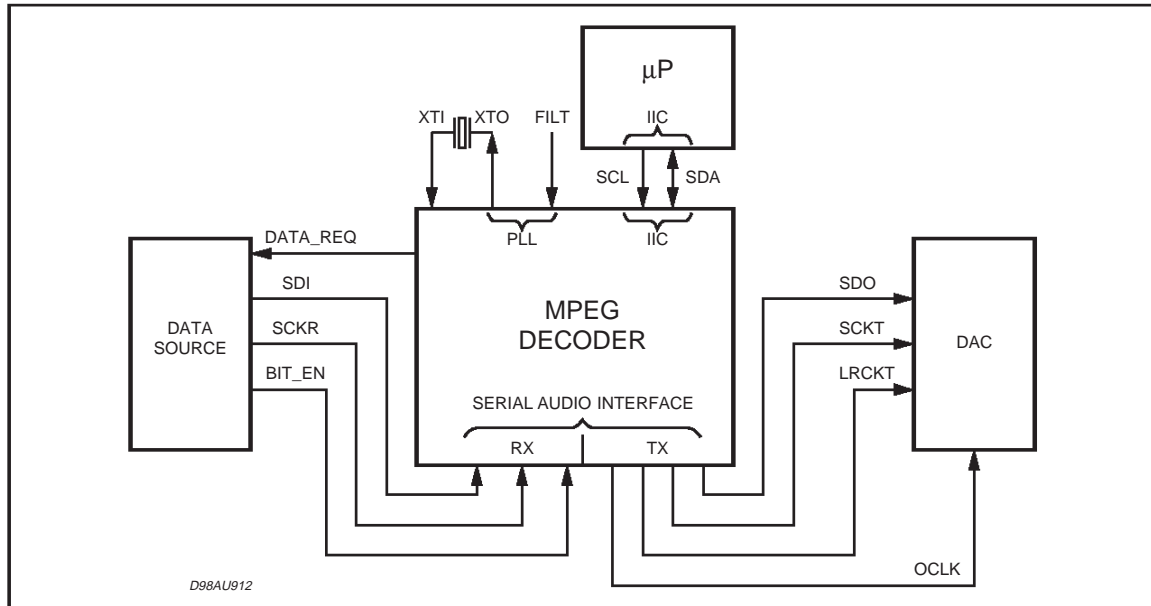 μP
XTI
XTO
FILT
IIC
SCL
SDA
DATA_REQ
PLL
IIC
SDI
SDO
MPEG
DECODER
DATA
SOURCE
SCKR
SCKT
DAC
BIT_EN
LRCKT
SERIAL AUDIO INTERFACE
RX
TX
OCLK
D98AU912